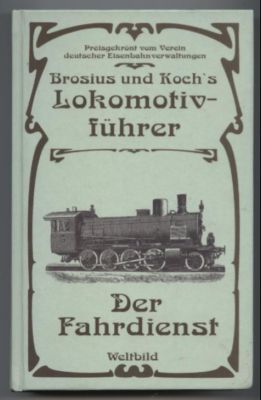 Preisgekrönt vom Verein
deutscher Eisenbahnverwaltungen
Brosius und Koch's
Lokomotiv-
führer
Der
Fahrdienst
Weltbild